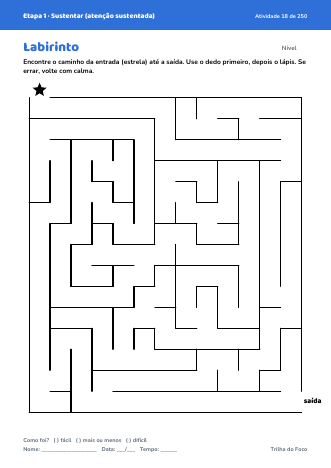 Etapa 1 · Sustentar (atenção sustentada)
Atividade 18 de 250
Labirinto
Nível
Encontre o caminho da entrada (estrela) até a saída. Use o dedo primeiro, depois o lápis. Se
errar, volte com calma.
saída
Como foi? ( ) fácil ( ) mais ou menos ( ) difícil
Nome: ____________________ Data: ___/___ Tempo: ______
Trilha do Foco